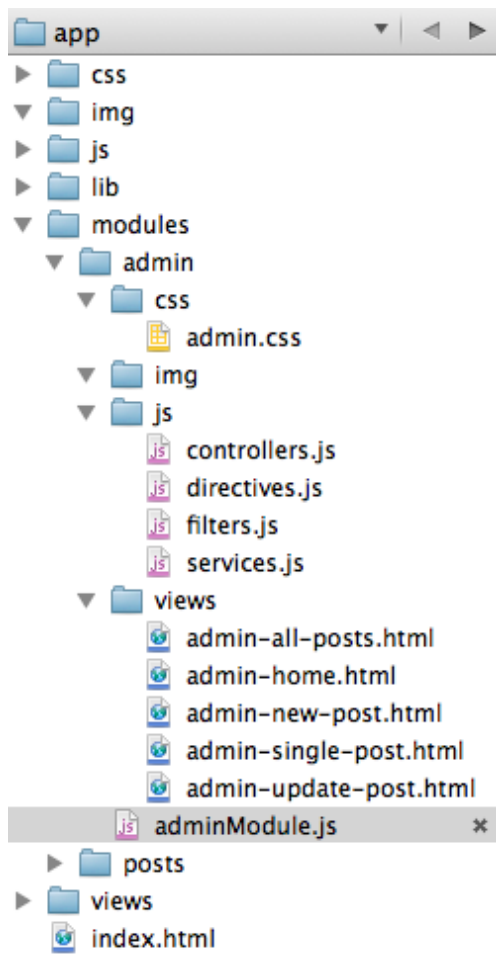 app
css
img
js
lib
modules
admin
css
admin.css
img
js
controllers.js
directives.js
filters.js
services.js
views
admin-all-posts.html
admin-home.html
admin-new-post.html
admin-single-post.html
admin-update-post.html
adminModule.js
posts
views
index.html